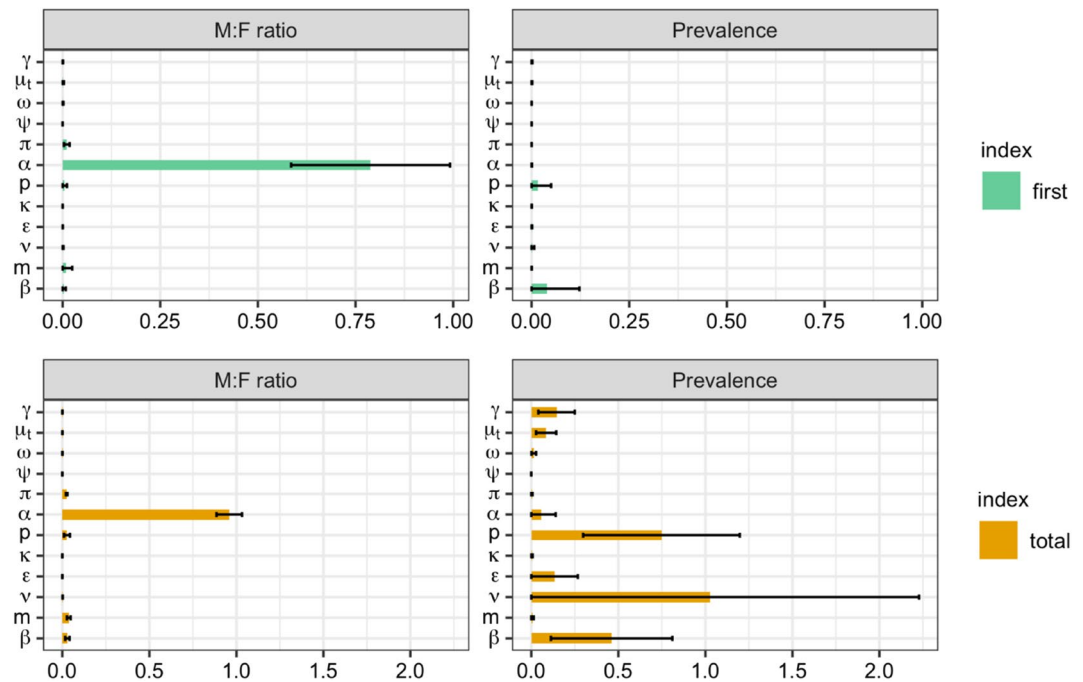 M:F ratio
Prevalence
γ
μt
ω
ψ
π
α
p
κ
ε
ν
m
β
γ
μt
ω
ψ
π
α
p
κ
ε
ν
m
β
0.00 0.25 0.50 0.75 1.00
0.00 0.25 0.50 0.75 1.00
index
first
M:F ratio
Prevalence
γ
μt
ω
ψ
π
α
p
κ
ε
ν
m
β
γ
μt
ω
ψ
π
α
p
κ
ε
ν
m
β
0.0 0.5 1.0 1.5 2.0
0.0 0.5 1.0 1.5 2.0
index
total